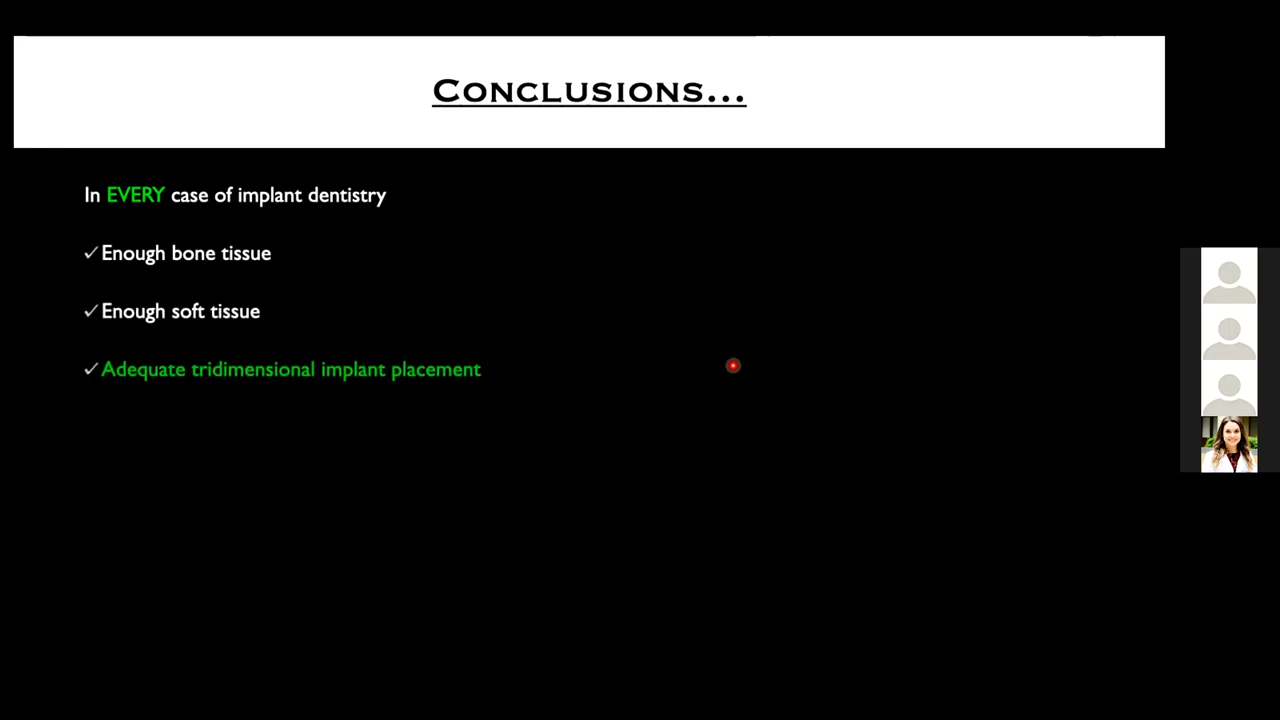 Conclusions...
In EVERY case of implant dentistry
✓Enough bone tissue
✓Enough soft tissue
✓Adequate tridimensional implant placement